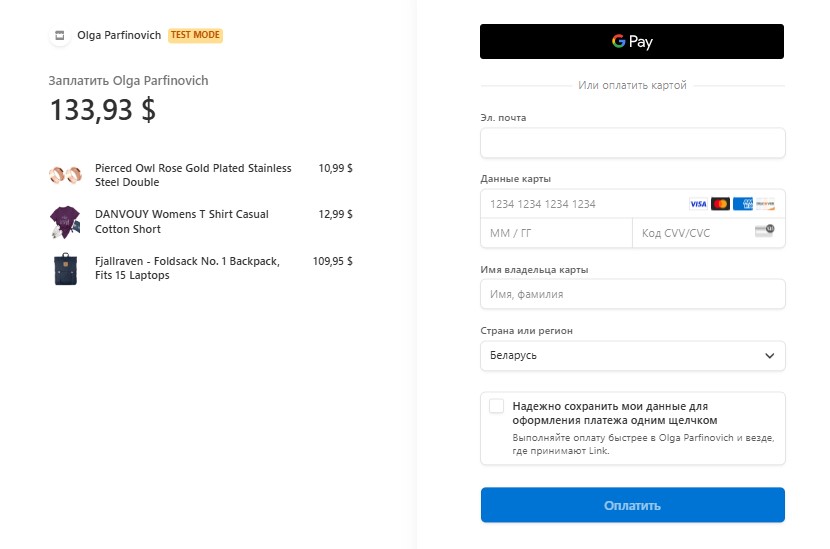 Olga Parfinovich TEST MODE
Заплатить Olga Parfinovich
133,93 $
Pierced Owl Rose Gold Plated Stainless 10,99 $
Steel Double
DANVOUY Womens T Shirt Casual 12,99 $
Cotton Short
Fjallraven - Foldsack No. 1 Backpack, 109,95 $
Fits 15 Laptops
G Pay
Или оплатить картой
Эл. почта
Данные карты
1234 1234 1234 1234 VISA
ММ / ГГ Код CVV/CVC
Имя владельца карты
Имя, фамилия
Страна или регион
Беларусь
Надежно сохранить мои данные для
оформления платежа одним щелчком
Выполняйте оплату быстрее в Olga Parfinovich и везде,
где принимают Link.
Оплатить